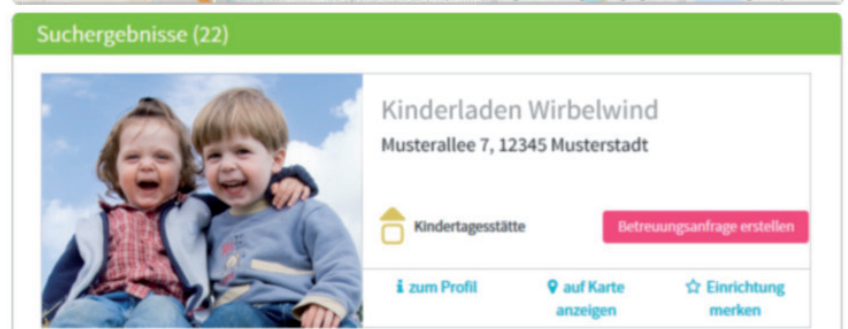 Suchergebnisse (22)
Kinderladen Wirbelwind
Musterallee 7, 12345 Musterstadt
Kindertagesstätte
Betreuungsanfrage erstellen
zum Profil
auf Karte
anzeigen
Einrichtung
merken